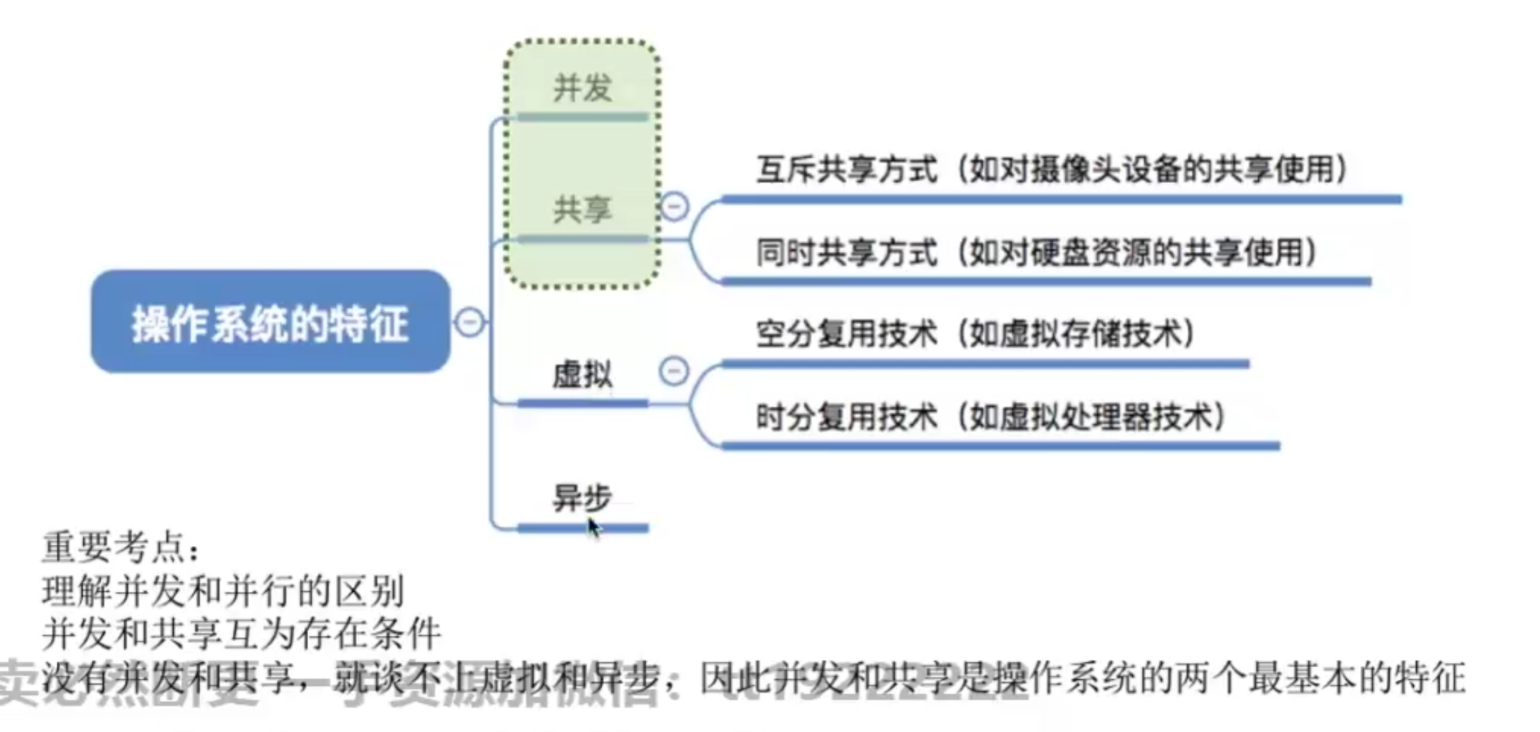 并发
共享
互斥共享方式（如对摄像头设备的共享使用）
同时共享方式（如对硬盘资源的共享使用）
操作系统的特征
虚拟
空分复用技术（如虚拟存储技术）
时分复用技术（如虚拟处理器技术）
异步
重要考点：
理解并发和并行的区别
并发和共享互为存在条件
没有并发和共享，就谈不上虚拟和异步，因此并发和共享是操作系统的两个最基本的特征